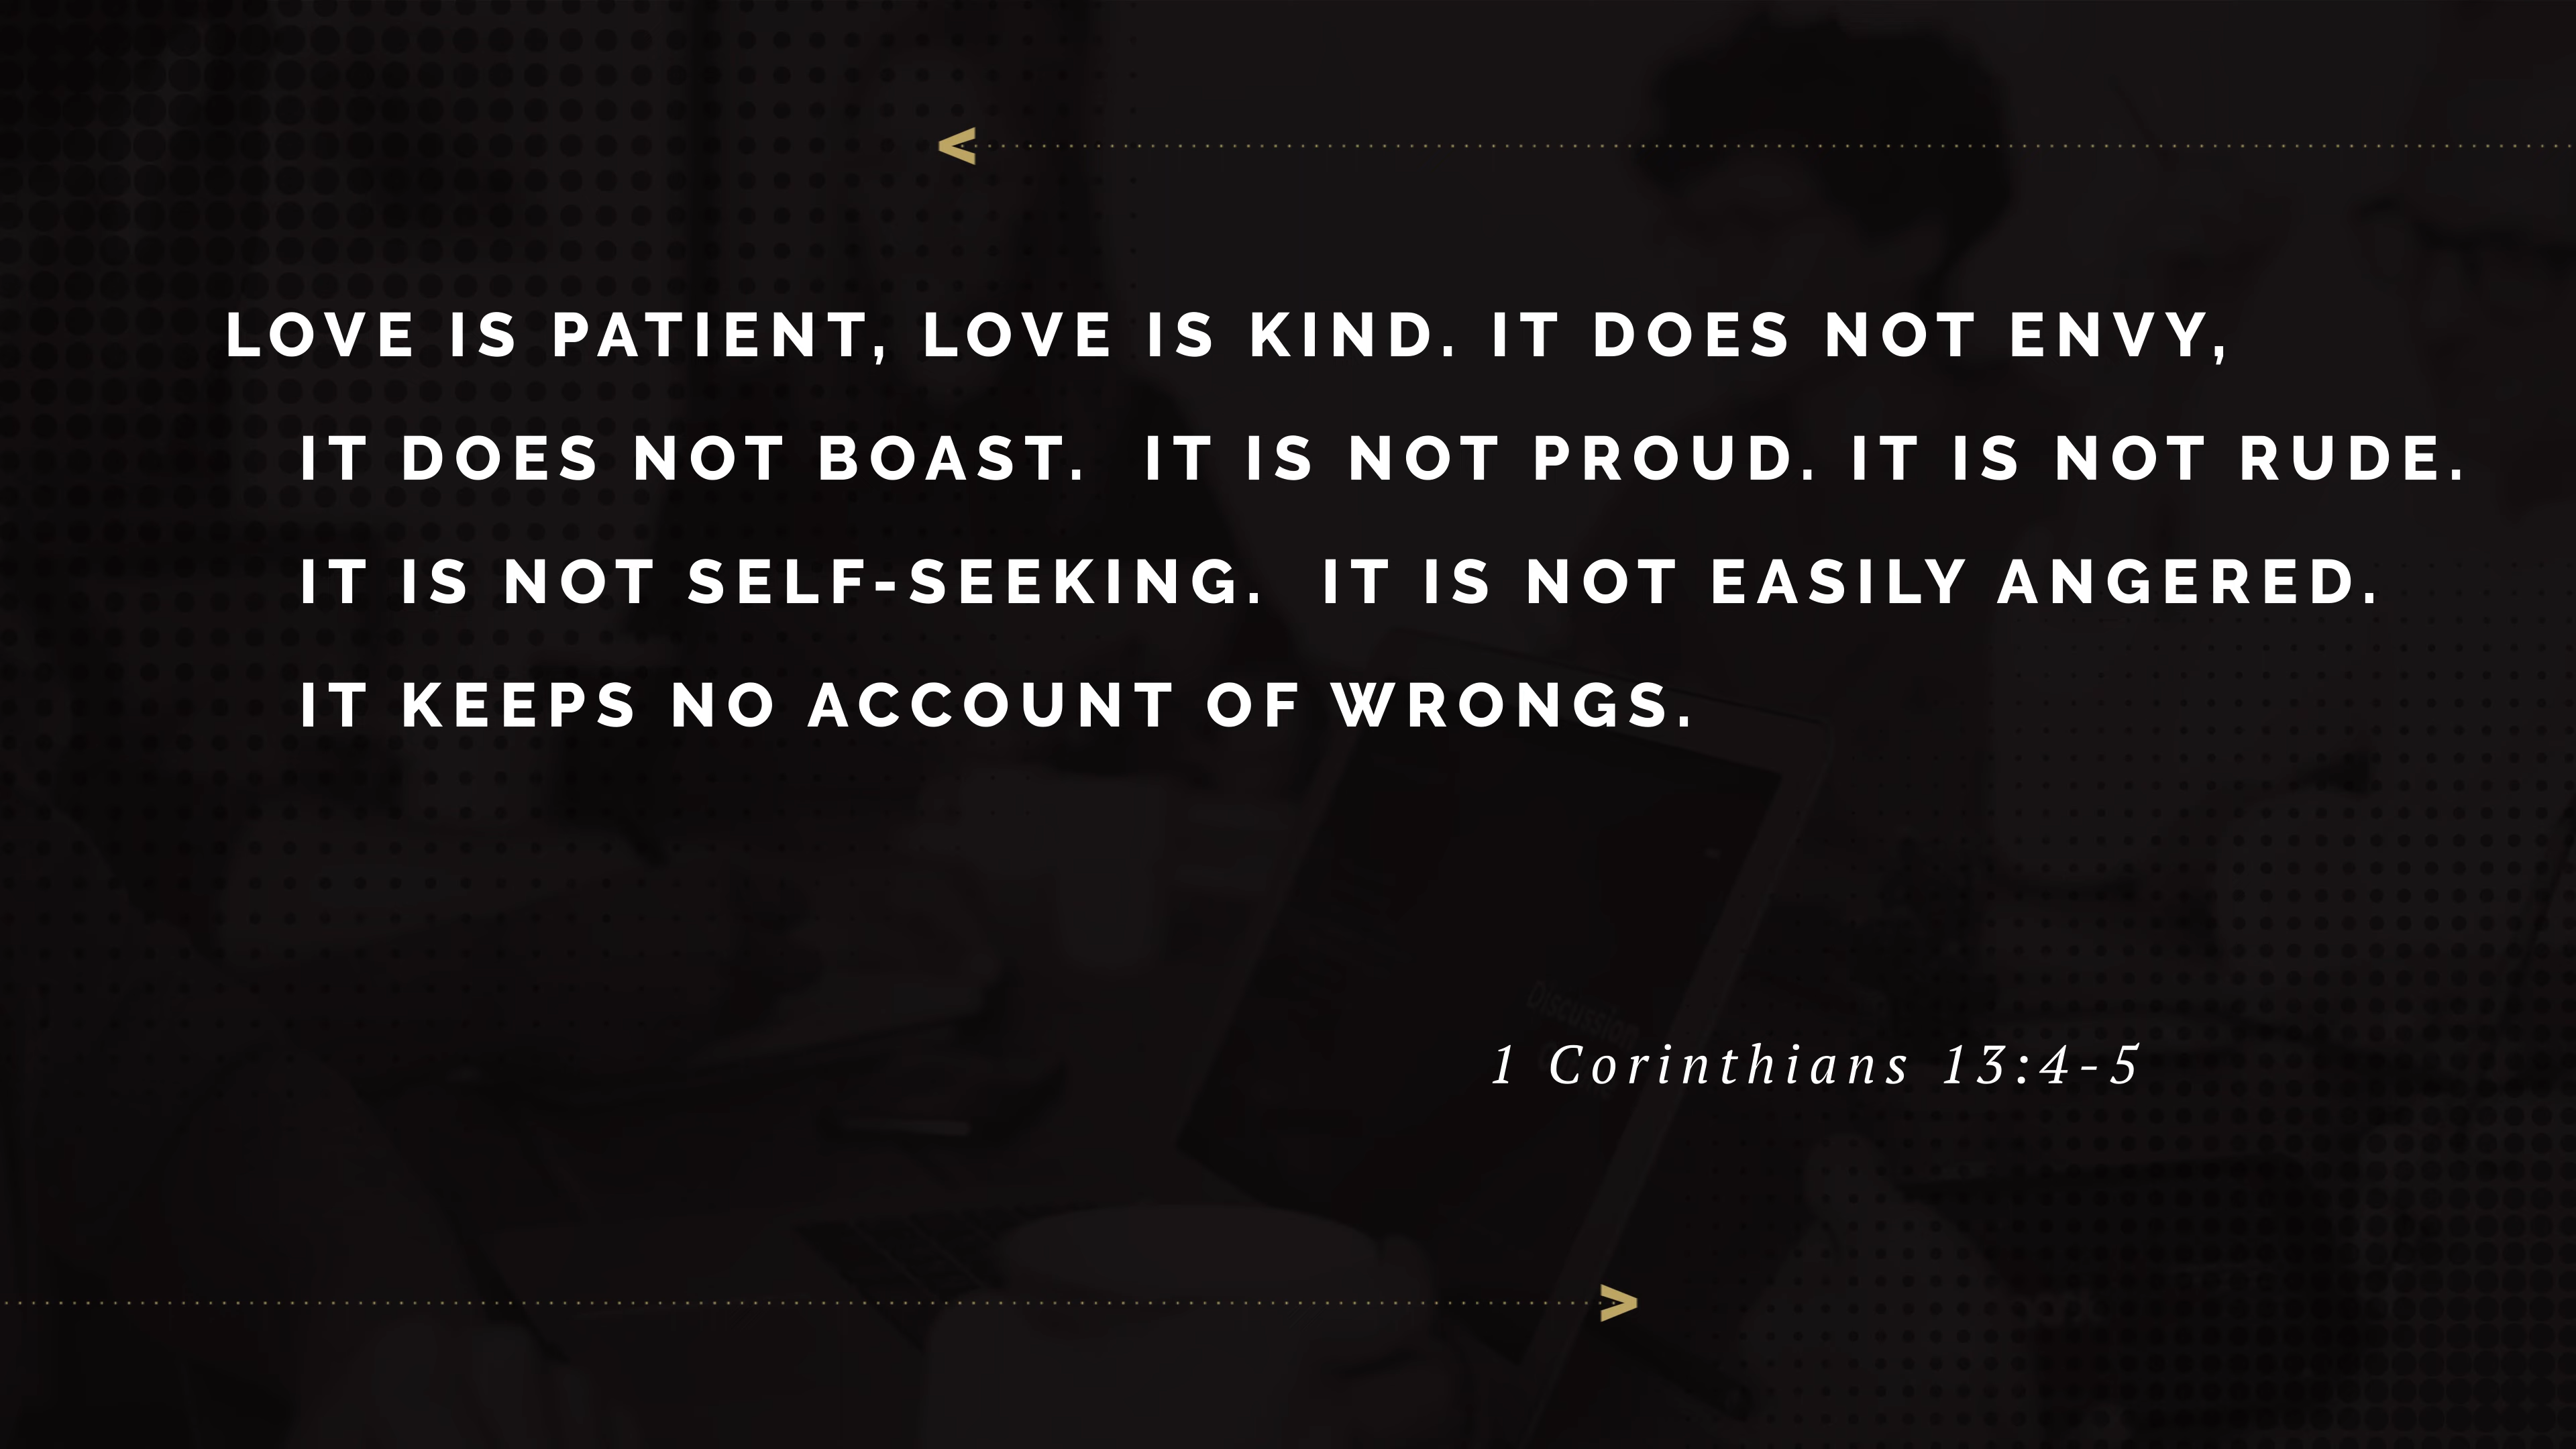 LOVE IS PATIENT, LOVE IS KIND. IT DOES NOT ENVY,
IT DOES NOT BOAST.  IT IS NOT PROUD. IT IS NOT RUDE.
IT IS NOT SELF-SEEKING.  IT IS NOT EASILY ANGERED.
IT KEEPS NO ACCOUNT OF WRONGS.
Discussion
1 Corinthians 13:4-5